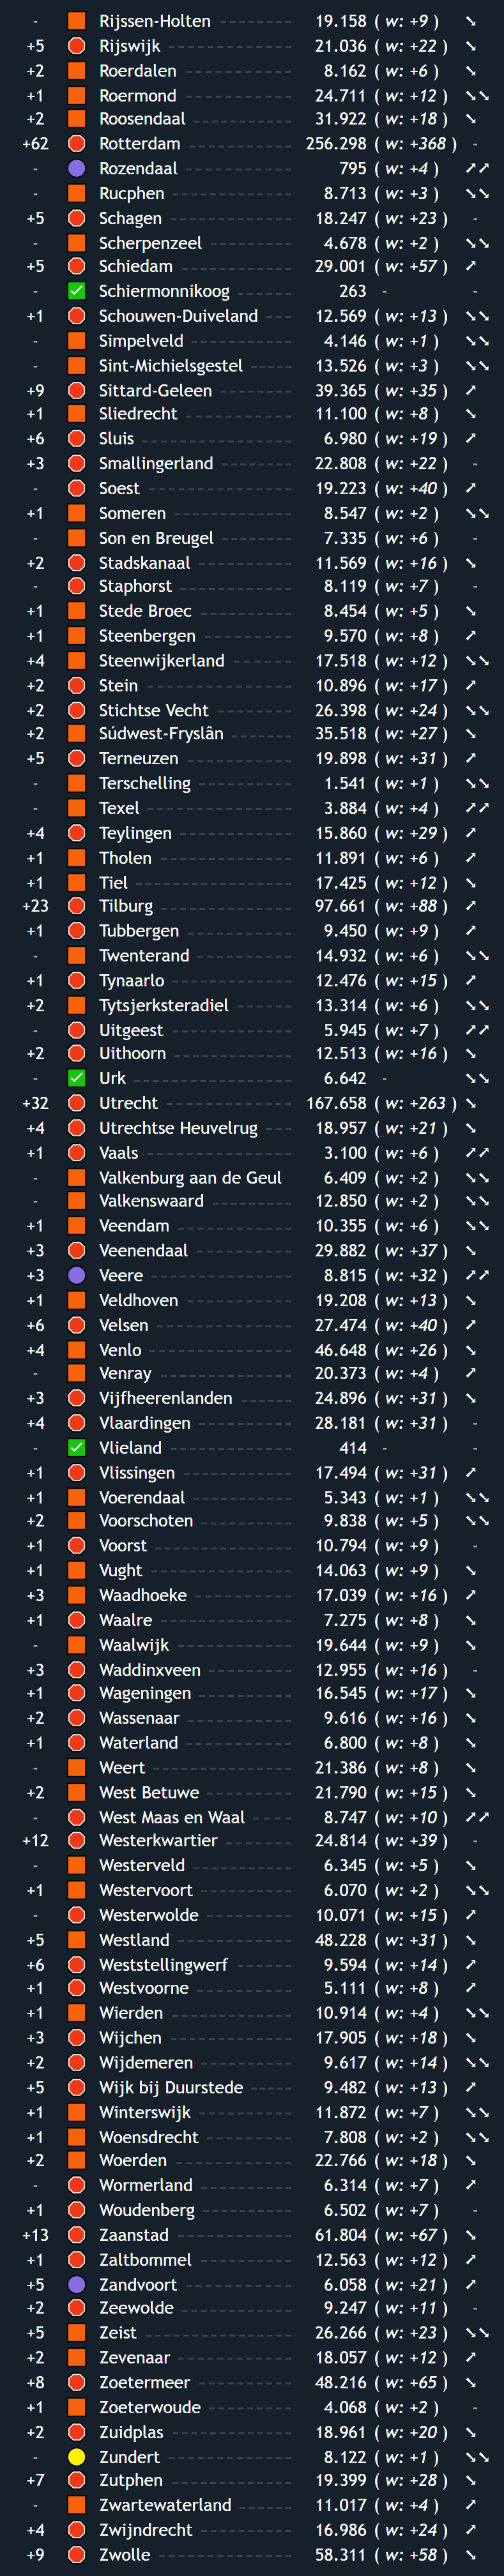 - Rijssen-Holten 19.158 ( w: +9 ) ↘
+5 Rijswijk 21.036 ( w: +22 ) ↘
+2 Roerdalen 8.162 ( w: +6 ) ↘
+1 Roermond 24.711 ( w: +12 ) ↘↘
+2 Roosendaal 31.922 ( w: +18 ) ↘
+62 Rotterdam 256.298 ( w: +368 ) -
- Rozendaal 795 ( w: +4 ) ↗↗
- Rucphen 8.713 ( w: +3 ) ↘↘
+5 Schagen 18.247 ( w: +23 ) -
- Scherpenzeel 4.678 ( w: +2 ) ↘↘
+5 Schiedam 29.001 ( w: +57 ) ↗
- Schiermonnikoog 263 - -
+1 Schouwen-Duiveland 12.569 ( w: +13 ) ↘↘
- Simpelveld 4.146 ( w: +1 ) ↘↘
- Sint-Michielsgestel 13.526 ( w: +3 ) ↘↘
+9 Sittard-Geleen 39.365 ( w: +35 ) ↗
+1 Sliedrecht 11.100 ( w: +8 ) ↘
+6 Sluis 6.980 ( w: +19 ) ↗
+3 Smallingerland 22.808 ( w: +22 ) -
- Soest 19.223 ( w: +40 ) ↗
+1 Someren 8.547 ( w: +2 ) ↘↘
- Son en Breugel 7.335 ( w: +6 ) -
+2 Stadskanaal 11.569 ( w: +16 ) ↘
- Staphorst 8.119 ( w: +7 ) -
+1 Stede Broec 8.454 ( w: +5 ) ↘
+1 Steenbergen 9.570 ( w: +8 ) ↗
+4 Steenwijkerland 17.518 ( w: +12 ) ↘↘
+2 Stein 10.896 ( w: +17 ) ↗
+2 Stichtse Vecht 26.398 ( w: +24 ) ↘↘
+2 Súdwest-Fryslân 35.518 ( w: +27 ) ↘
+5 Terneuzen 19.898 ( w: +31 ) ↗
- Terschelling 1.541 ( w: +1 ) ↘↘
- Texel 3.884 ( w: +4 ) ↗↗
+4 Teylingen 15.860 ( w: +29 ) ↗
+1 Tholen 11.891 ( w: +6 ) ↗
+1 Tiel 17.425 ( w: +12 ) ↘
+23 Tilburg 97.661 ( w: +88 ) ↗
+1 Tubbergen 9.450 ( w: +9 ) ↗
- Twenterand 14.932 ( w: +6 ) ↘↘
+1 Tynaarlo 12.476 ( w: +15 ) ↗
+2 Tytsjerksteradiel 13.314 ( w: +6 ) ↘↘
- Uitgeest 5.945 ( w: +7 ) ↗↗
+2 Uithoorn 12.513 ( w: +16 ) ↘
- Urk 6.642 - ↘↘
+32 Utrecht 167.658 ( w: +263 ) ↘
+4 Utrechtse Heuvelrug 18.957 ( w: +21 ) ↘
+1 Vaals 3.100 ( w: +6 ) ↗↗
- Valkenburg aan de Geul 6.409 ( w: +2 ) ↘↘
- Valkenswaard 12.850 ( w: +2 ) ↘↘
+1 Veendam 10.355 ( w: +6 ) ↘↘
+3 Veenendaal 29.882 ( w: +37 ) ↘
+3 Veere 8.815 ( w: +32 ) ↗↗
+1 Veldhoven 19.208 ( w: +13 ) ↘
+6 Velsen 27.474 ( w: +40 ) ↗
+4 Venlo 46.648 ( w: +26 ) ↘
- Venray 20.373 ( w: +4 ) ↗
+3 Vijfheerenlanden 24.896 ( w: +31 ) ↘
+4 Vlaardingen 28.181 ( w: +31 ) -
- Vlieland 414 - -
+1 Vlissingen 17.494 ( w: +31 ) ↗
+1 Voerendaal 5.343 ( w: +1 ) ↘↘
+2 Voorschoten 9.838 ( w: +5 ) ↘↘
+1 Voorst 10.794 ( w: +9 ) -
+1 Vught 14.063 ( w: +9 ) ↘
+3 Waadhoeke 17.039 ( w: +16 ) ↗
+1 Waalre 7.275 ( w: +8 ) ↘
- Waalwijk 19.644 ( w: +9 ) ↘
+3 Waddinxveen 12.955 ( w: +16 ) -
+1 Wageningen 16.545 ( w: +17 ) ↘
+2 Wassenaar 9.616 ( w: +16 ) ↘
+1 Waterland 6.800 ( w: +8 ) ↘
- Weert 21.386 ( w: +8 ) ↘
+2 West Betuwe 21.790 ( w: +15 ) ↘
- West Maas en Waal 8.747 ( w: +10 ) ↗↗
+12 Westerkwartier 24.814 ( w: +39 ) -
- Westerveld 6.345 ( w: +5 ) ↘
+1 Westervoort 6.070 ( w: +2 ) ↘↘
- Westerwolde 10.071 ( w: +15 ) ↗
+5 Westland 48.228 ( w: +31 ) ↘
+6 Weststellingwerf 9.594 ( w: +14 ) ↗
+1 Westvoorne 5.111 ( w: +8 ) ↗
+1 Wierden 10.914 ( w: +4 ) ↘↘
+3 Wijchen 17.905 ( w: +18 ) ↘
+2 Wijdemeren 9.617 ( w: +14 ) ↘↘
+5 Wijk bij Duurstede 9.482 ( w: +13 ) ↗
+1 Winterswijk 11.872 ( w: +7 ) ↘↘
+1 Woensdrecht 7.808 ( w: +2 ) ↘↘
+2 Woerden 22.766 ( w: +18 ) ↘
- Wormerland 6.314 ( w: +7 ) ↗
+1 Woudenberg 6.502 ( w: +7 ) -
+13 Zaanstad 61.804 ( w: +67 ) ↘
+1 Zaltbommel 12.563 ( w: +12 ) ↗
+5 Zandvoort 6.058 ( w: +21 ) ↗
+2 Zeewolde 9.247 ( w: +11 ) -
+5 Zeist 26.266 ( w: +23 ) ↘↘
+2 Zevenaar 18.057 ( w: +12 ) ↗
+8 Zoetermeer 48.216 ( w: +65 ) ↘
+1 Zoeterwoude 4.068 ( w: +2 ) -
+2 Zuidplas 18.961 ( w: +20 ) ↘
- Zundert 8.122 ( w: +1 ) ↘↘
+7 Zutphen 19.399 ( w: +28 ) ↘
- Zwartewaterland 11.017 ( w: +4 ) ↗
+4 Zwijndrecht 16.986 ( w: +24 ) ↗
+9 Zwolle 58.311 ( w: +58 ) ↘